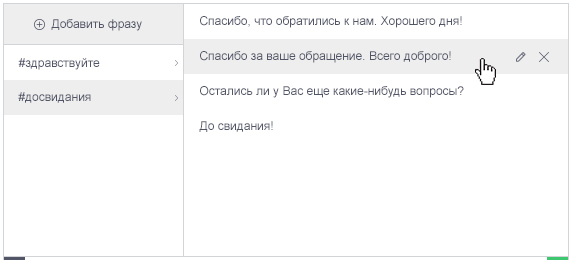 Добавить фразу
#здравствуйте
#досвидания
Спасибо, что обратились к нам. Хорошего дня!
Спасибо за ваше обращение. Всего доброго!
Остались ли у Вас еще какие-нибудь вопросы?
До свидания!